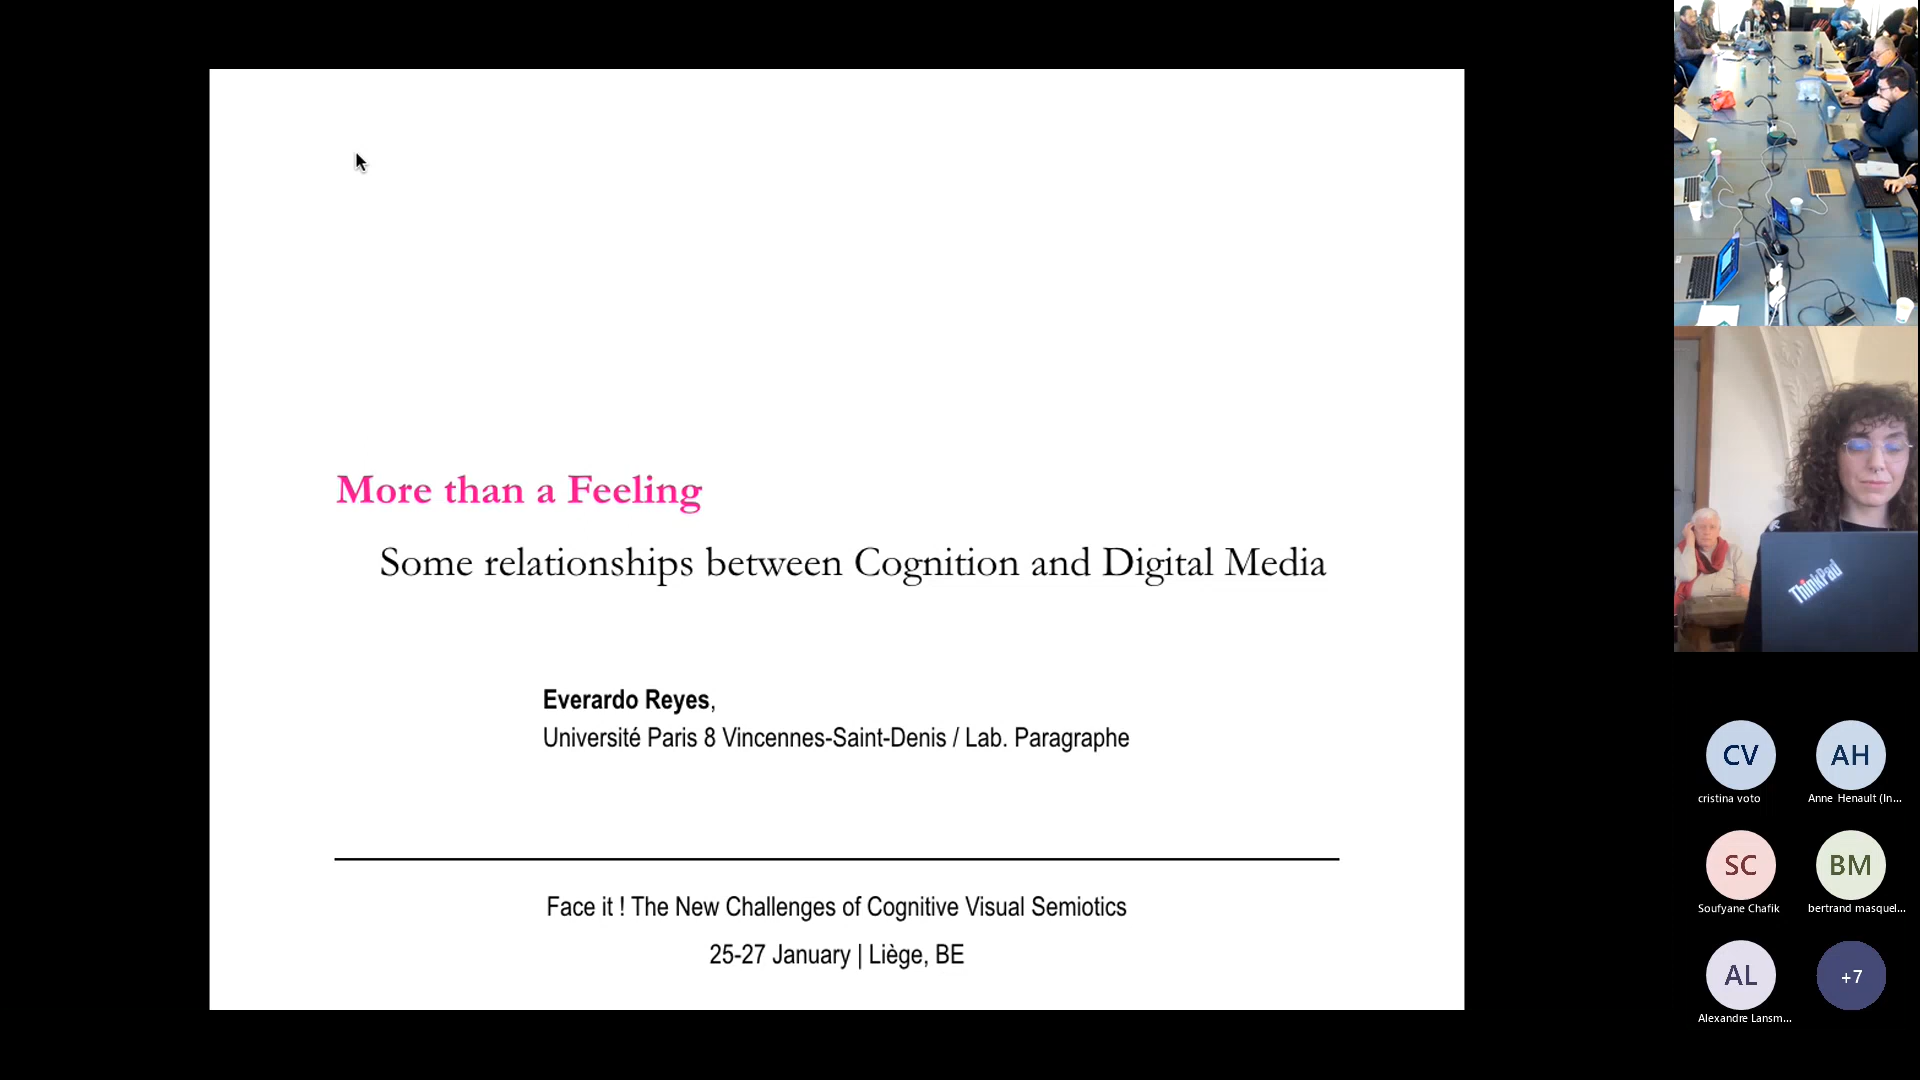 More than a Feeling
Some relationships between Cognition and Digital Media
Everardo Reyes,
Université Paris 8 Vincennes-Saint-Denis / Lab. Paragraphe
Face it ! The New Challenges of Cognitive Visual Semiotics
25-27 January | Liège, BE
ThinkPad
CV
AH
cristina voto
Anne Henault (In...
SC
BM
Soufyane Chafik
bertrand masquel...
AL
+7
Alexandre Lansm...